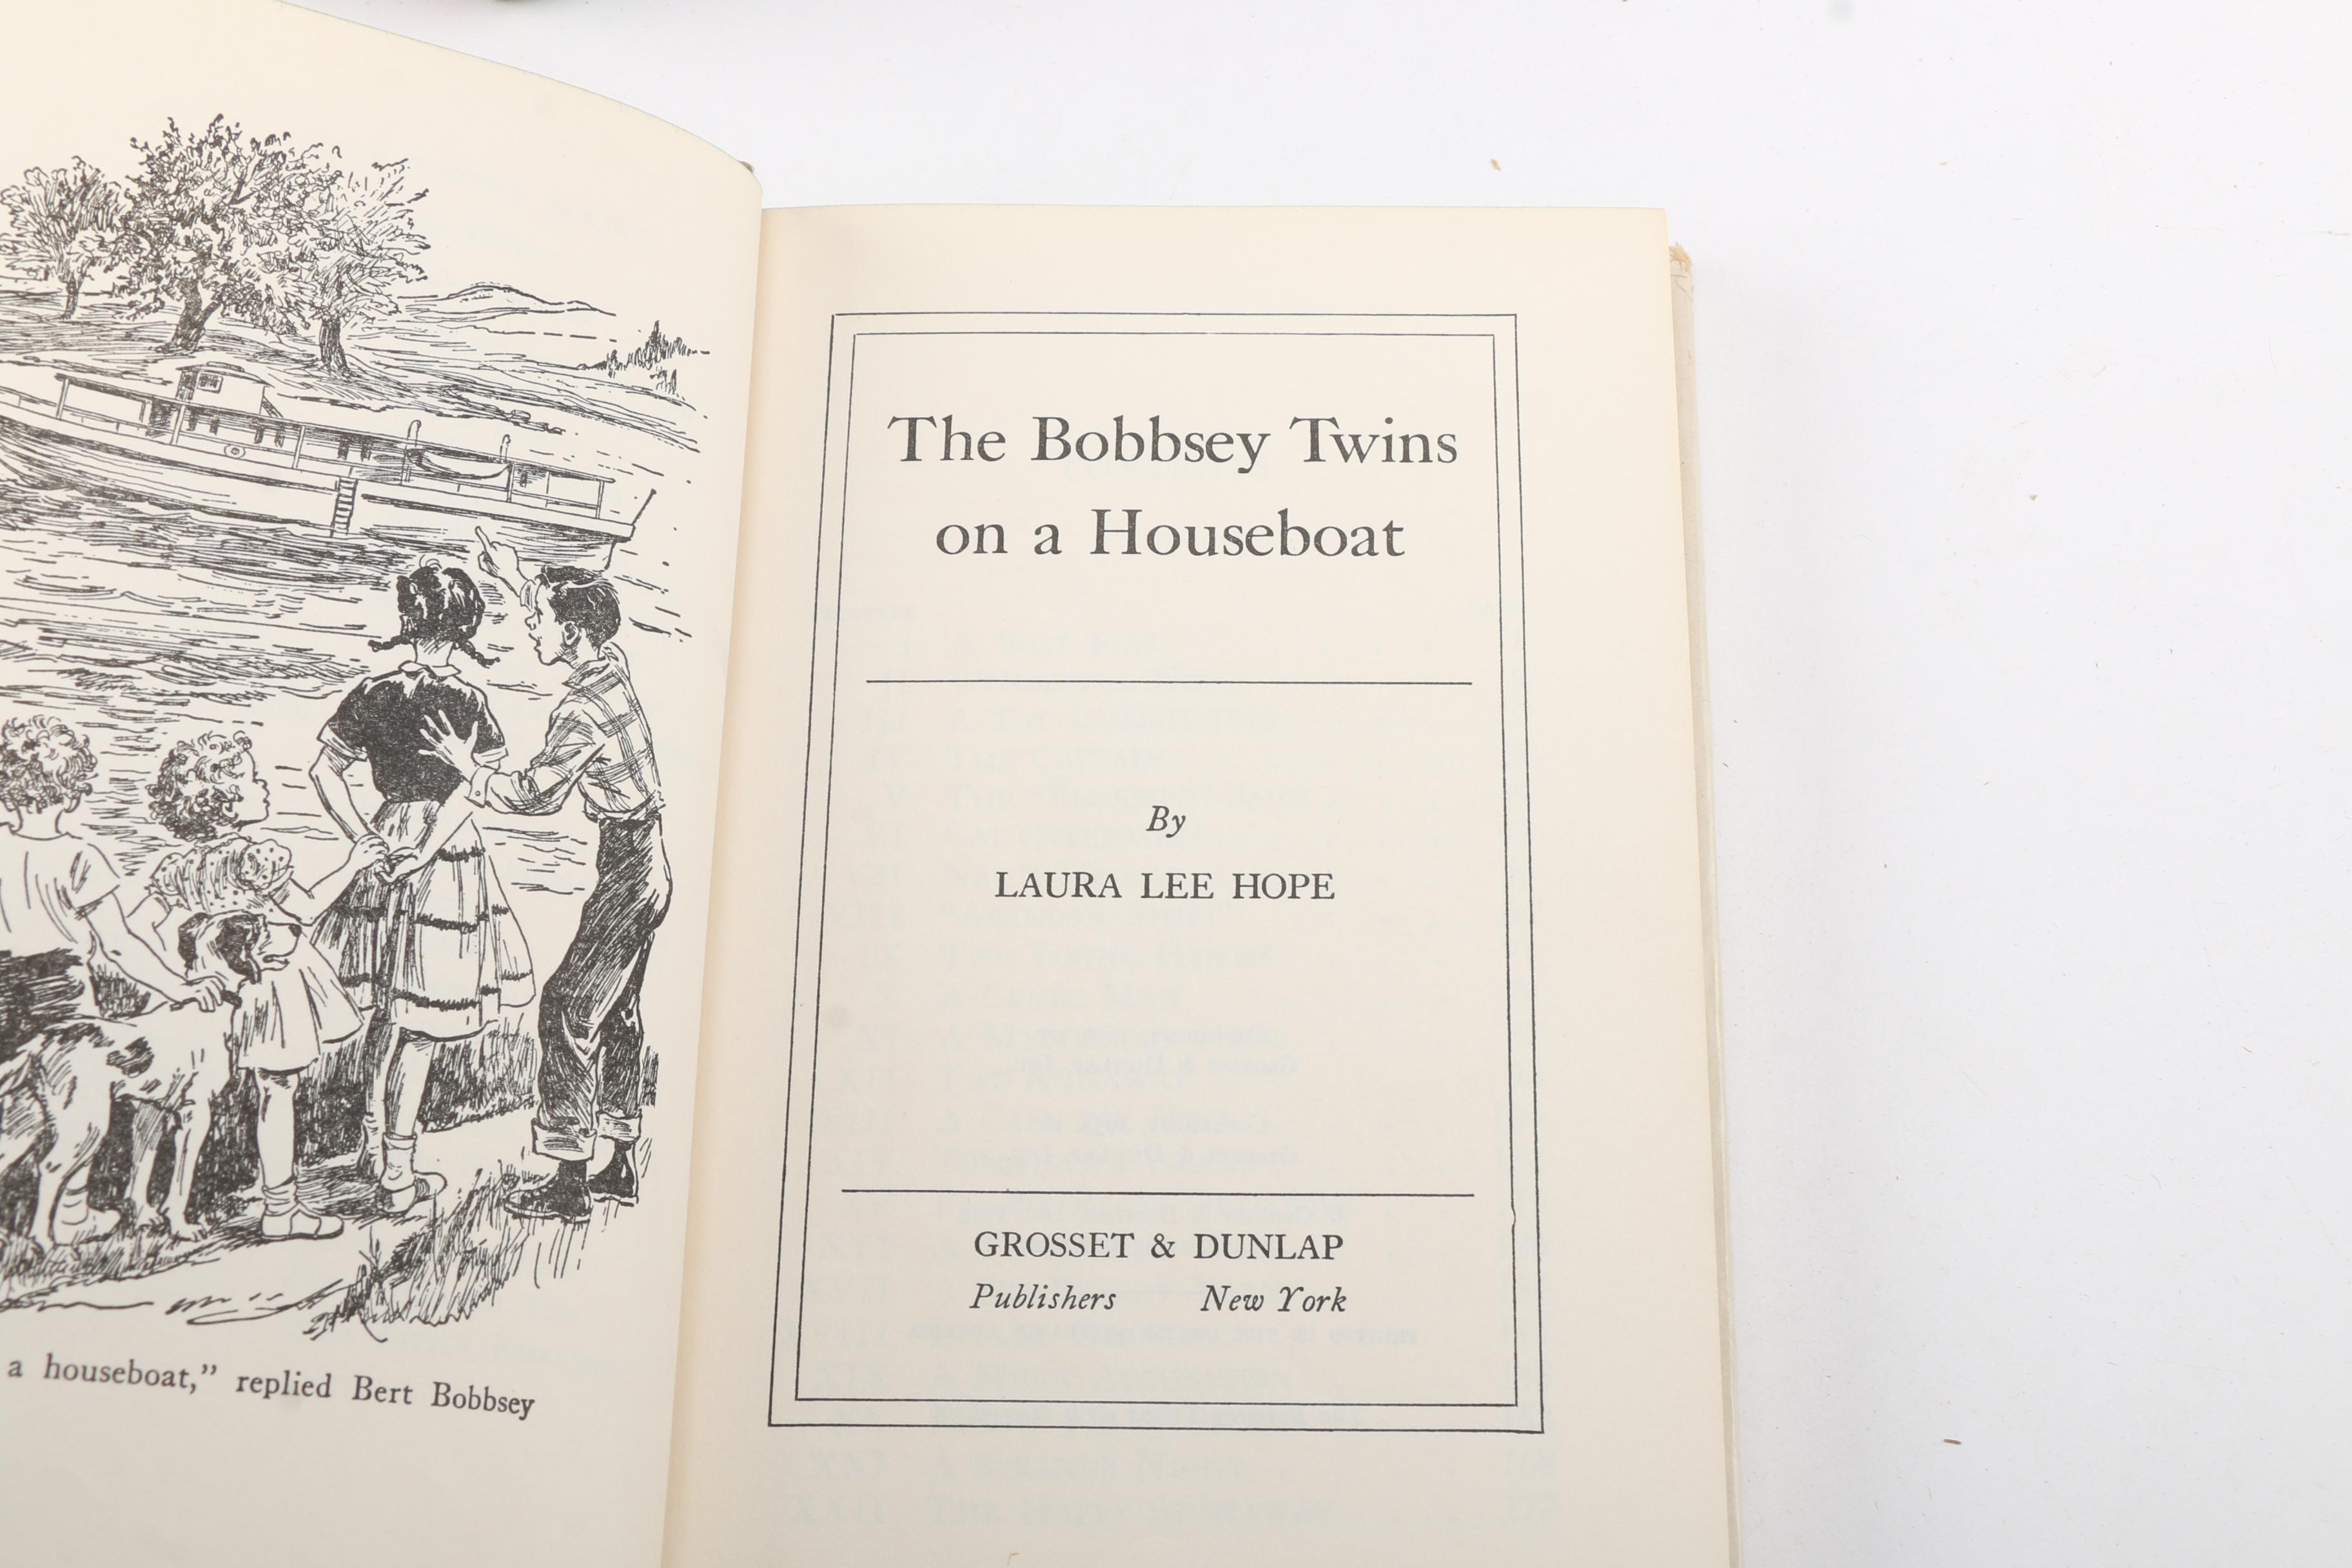 a houseboat,” replied Bert Bobbsey
The Bobbsey Twins
on a Houseboat
By
LAURA LEE HOPE
GROSSET & DUNLAP
Publishers New York